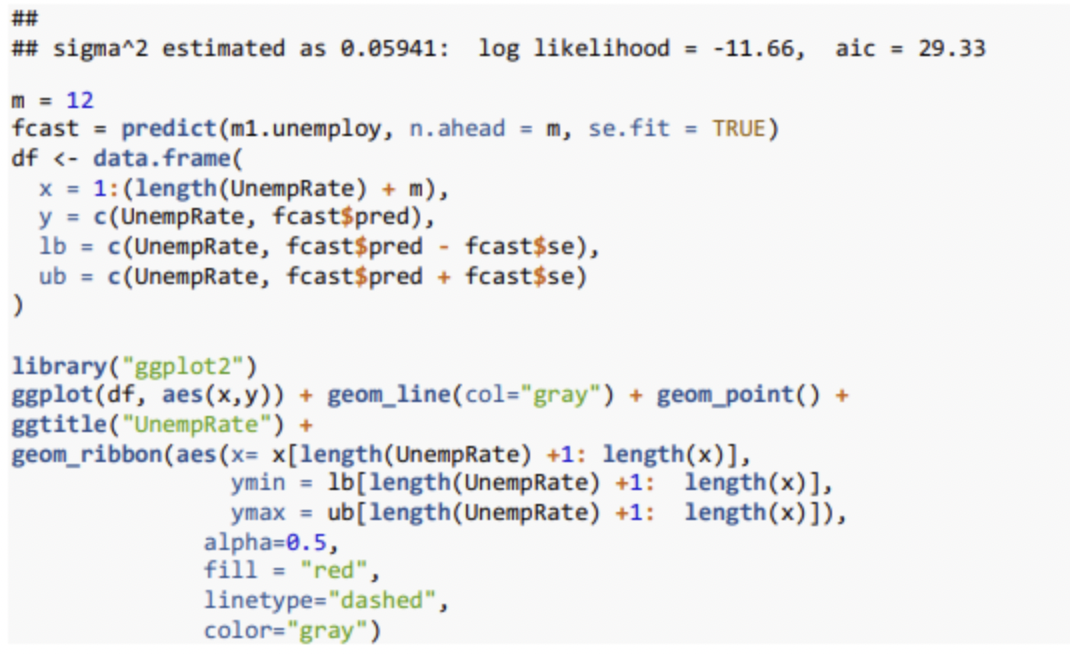 ##
## sigma^2 estimated as 0.05941:  log likelihood = -11.66,  aic = 29.33
m = 12
fcast = predict(m1.unemploy, n.ahead = m, se.fit = TRUE)
df <- data.frame(
  x = 1:(length(UnempRate) + m),
  y = c(UnempRate, fcast$pred),
  lb = c(UnempRate, fcast$pred - fcast$se),
  ub = c(UnempRate, fcast$pred + fcast$se)
)
library("ggplot2")
ggplot(df, aes(x,y)) + geom_line(col="gray") + geom_point() +
ggtitle("UnempRate") +
geom_ribbon(aes(x= x[length(UnempRate) +1: length(x)],
                ymin = lb[length(UnempRate) +1:  length(x)],
                ymax = ub[length(UnempRate) +1:  length(x)]),
              alpha=0.5,
              fill = "red",
              linetype="dashed",
              color="gray")